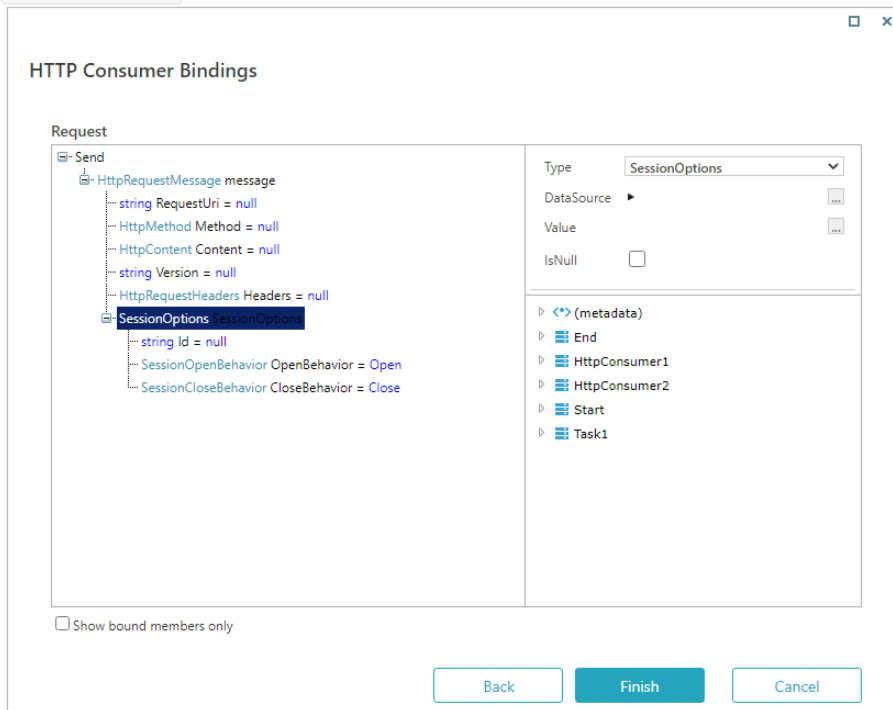 HTTP Consumer Bindings
Request
Send
HttpRequestMessage message
string RequestUri = null
HttpMethod Method = null
HttpContent Content = null
string Version = null
HttpRequestHeaders Headers = null
SessionOptions SessionOptions
string Id = null
SessionOpenBehavior OpenBehavior = Open
SessionCloseBehavior CloseBehavior = Close
Type SessionOptions
DataSource ...
Value ...
IsNull
(metadata)
End
HttpConsumer1
HttpConsumer2
Start
Task1
Show bound members only
Back Finish Cancel